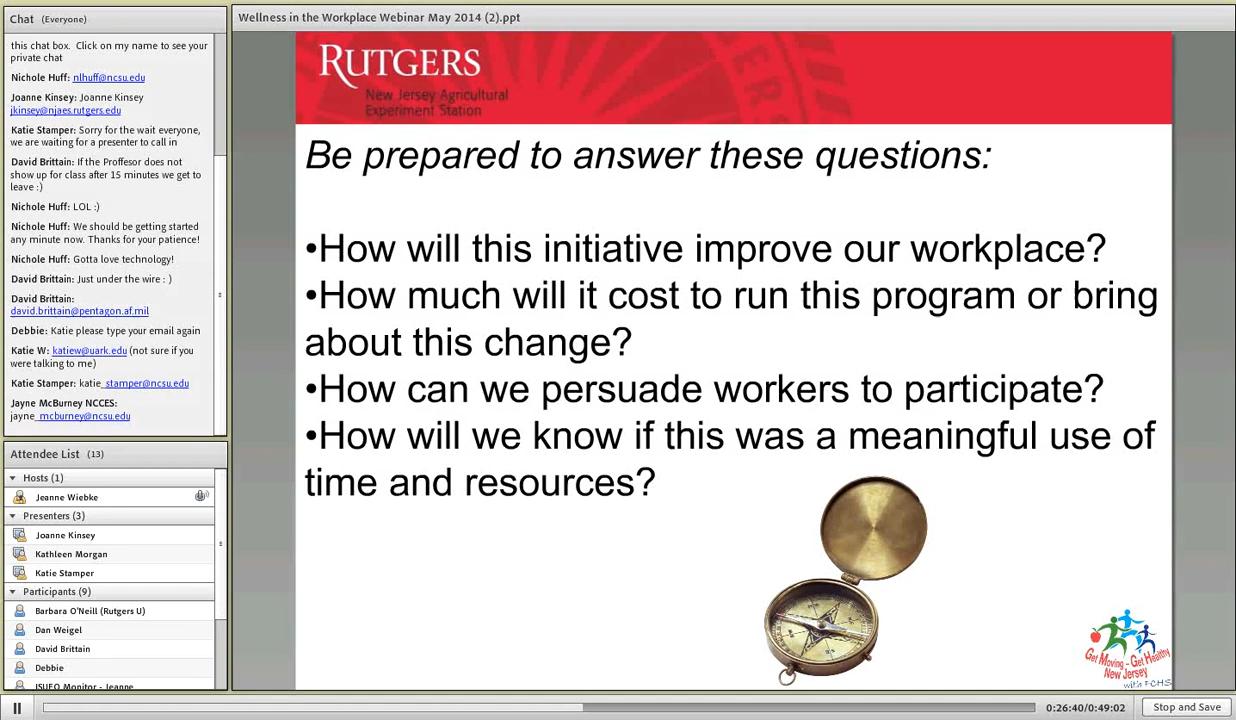 Chat (Everyone)
this chat box. Click on my name to see your
private chat
Nichole Huff: nlhuff@ncsu.edu
Joanne Kinsey: Joanne Kinsey
jkinsey@njaes.rutgers.edu
Katie Stamper: Sorry for the wait everyone,
we are waiting for a presenter to call in
David Brittain: If the Proffesor does not
show up for class after 15 minutes we get to
leave :)
Nichole Huff: LOL :)
Nichole Huff: We should be getting started
any minute now. Thanks for your patience!
Nichole Huff: Gotta love technology!
David Brittain: Just under the wire : )
David Brittain:
david.brittain@pentagon.af.mil
Debbie: Katie please type your email again
Katie W: katiew@uark.edu (not sure if you
were talking to me)
Katie Stamper: katie_stamper@ncsu.edu
Jayne McBurney NCCES:
jayne_mcburney@ncsu.edu
Attendee List (13)
Hosts (1)
Jeanne Wiebke
Presenters (3)
Joanne Kinsey
Kathleen Morgan
Katie Stamper
Participants (9)
Barbara O'Neill (Rutgers U)
Dan Weigel
David Brittain
Debbie
ISUEO Monitor - Jeanne
Wellness in the Workplace Webinar May 2014 (2).ppt
RUTGERS
New Jersey Agricultural
Experiment Station
Be prepared to answer these questions:
•How will this initiative improve our workplace?
•How much will it cost to run this program or bring
about this change?
•How can we persuade workers to participate?
•How will we know if this was a meaningful use of
time and resources?
Get Moving - Get Healthy
New Jersey
with FCHS
0:26:40/0:49:02
Stop and Save